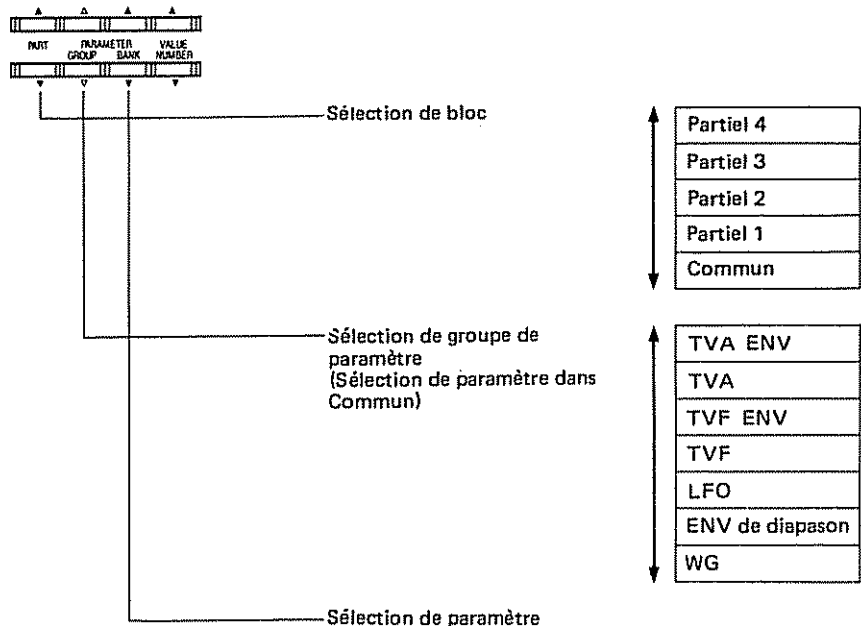 PART PARAMETER VALUE
GROUP BANK NUMBER
Sélection de bloc
Partiel 4
Partiel 3
Partiel 2
Partiel 1
Commun
Sélection de groupe de
paramètre
(Sélection de paramètre dans
Commun)
TVA ENV
TVA
TVF ENV
TVF
LFO
ENV de diapason
WG
Sélection de paramètre